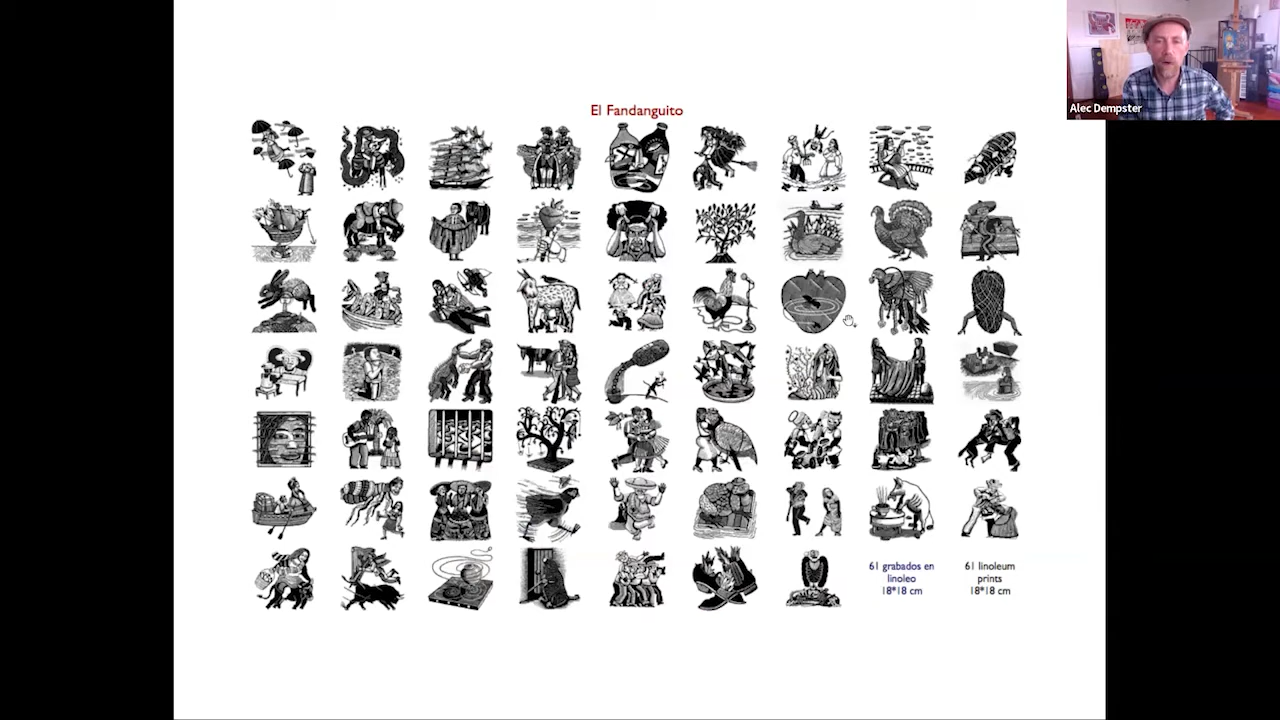 Alec Dempster
El Fandanguito
61 grabados en
linoleo
18*18 cm
61 linoleum
prints
18*18 cm